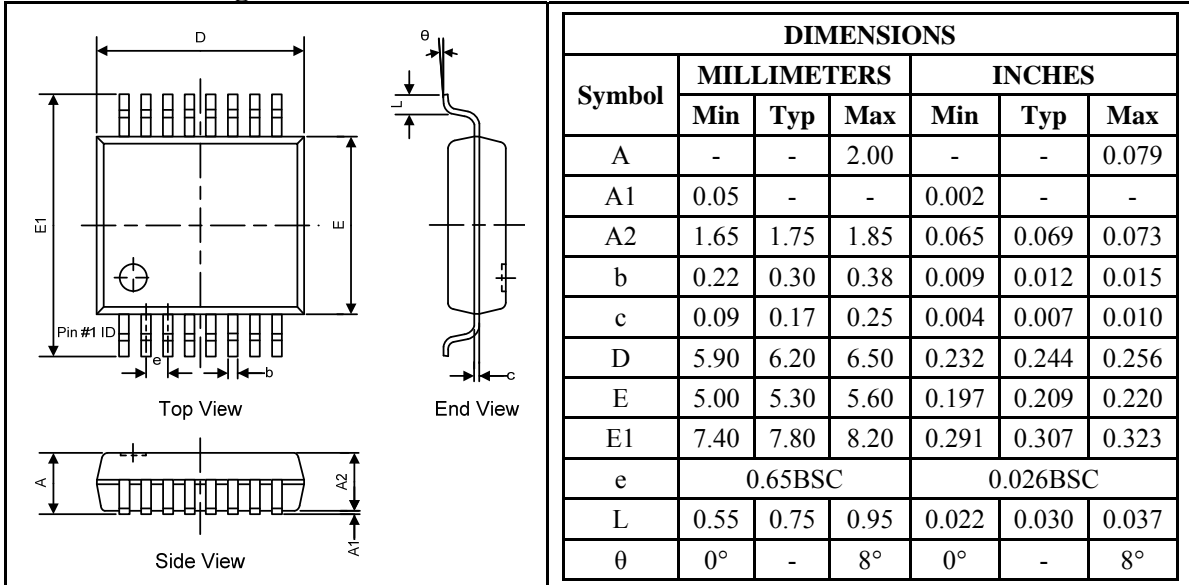 D
θ
L
E1
E
Pin #1 ID
e
b
c
Top View
End View
A
A2
A1
Side View
DIMENSIONS
Symbol MILLIMETERS INCHES
Min Typ Max Min Typ Max
A - - 2.00 - - 0.079
A1 0.05 - - 0.002 - -
A2 1.65 1.75 1.85 0.065 0.069 0.073
b 0.22 0.30 0.38 0.009 0.012 0.015
c 0.09 0.17 0.25 0.004 0.007 0.010
D 5.90 6.20 6.50 0.232 0.244 0.256
E 5.00 5.30 5.60 0.197 0.209 0.220
E1 7.40 7.80 8.20 0.291 0.307 0.323
e 0.65BSC 0.026BSC
L 0.55 0.75 0.95 0.022 0.030 0.037
θ 0° - 8° 0° - 8°